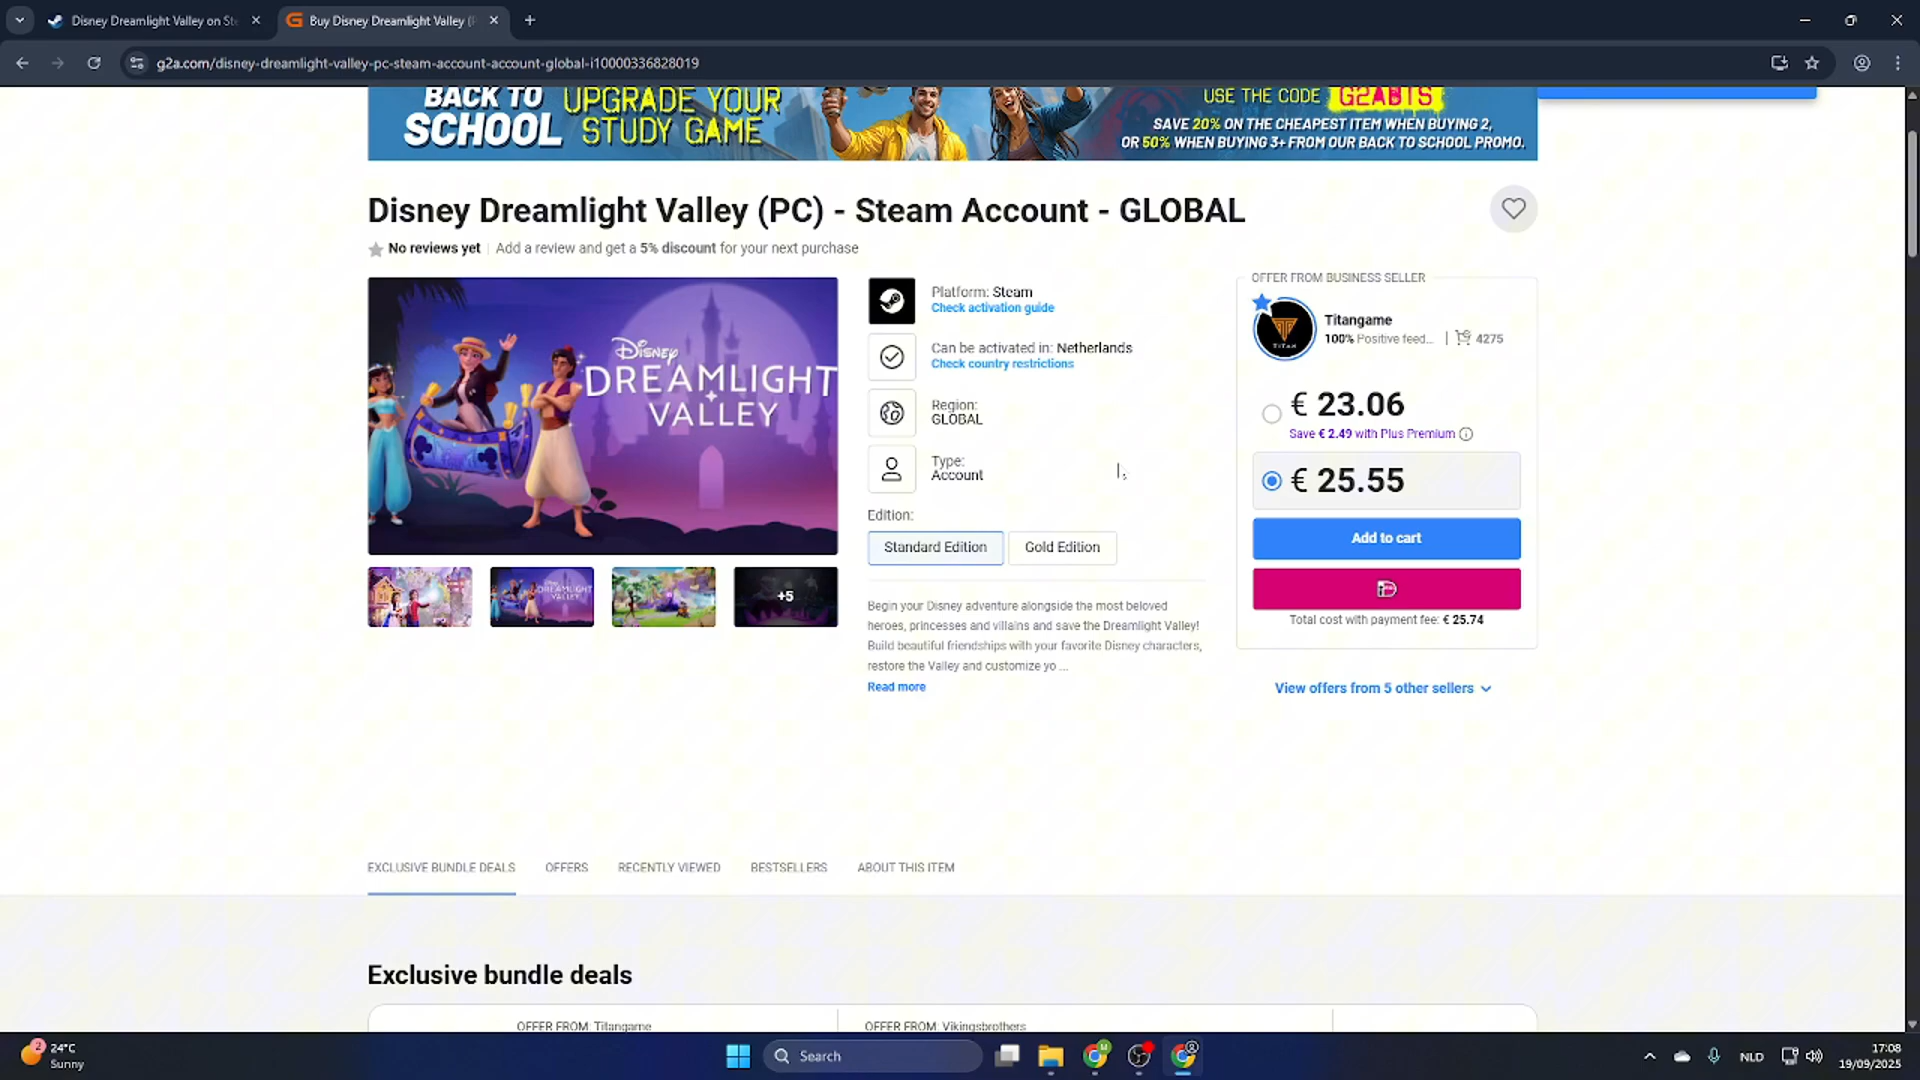 Disney Dreamlight Valley on Ste
Buy Disney Dreamlight Valley (P
g2a.com/disney-dreamlight-valley-pc-steam-account-account-global-i10000336828019
BACK TO SCHOOL
UPGRADE YOUR STUDY GAME
USE THE CODE G2ABTS
SAVE 20% ON THE CHEAPEST ITEM WHEN BUYING 2,
OR 50% WHEN BUYING 3+ FROM OUR BACK TO SCHOOL PROMO.
Disney Dreamlight Valley (PC) - Steam Account - GLOBAL
No reviews yet | Add a review and get a 5% discount for your next purchase
Disney
DREAMLIGHT
VALLEY
+5
Platform: Steam
Check activation guide
Can be activated in: Netherlands
Check country restrictions
Region:
GLOBAL
Type:
Account
Edition:
Standard Edition
Gold Edition
Begin your Disney adventure alongside the most beloved
heroes, princesses and villains and save the Dreamlight Valley!
Build beautiful friendships with your favorite Disney characters,
restore the Valley and customize yo ...
Read more
OFFER FROM BUSINESS SELLER
TITAN
Titangame
100% Positive feed... | 4275
€ 23.06
Save € 2.49 with Plus Premium
€ 25.55
Add to cart
Total cost with payment fee: € 25.74
View offers from 5 other sellers
EXCLUSIVE BUNDLE DEALS
OFFERS
RECENTLY VIEWED
BESTSELLERS
ABOUT THIS ITEM
Exclusive bundle deals
OFFER FROM: Titangame
OFFER FROM: Vikingsbrothers
2
24°C
Sunny
Search
NLD
17:08
19/09/2025